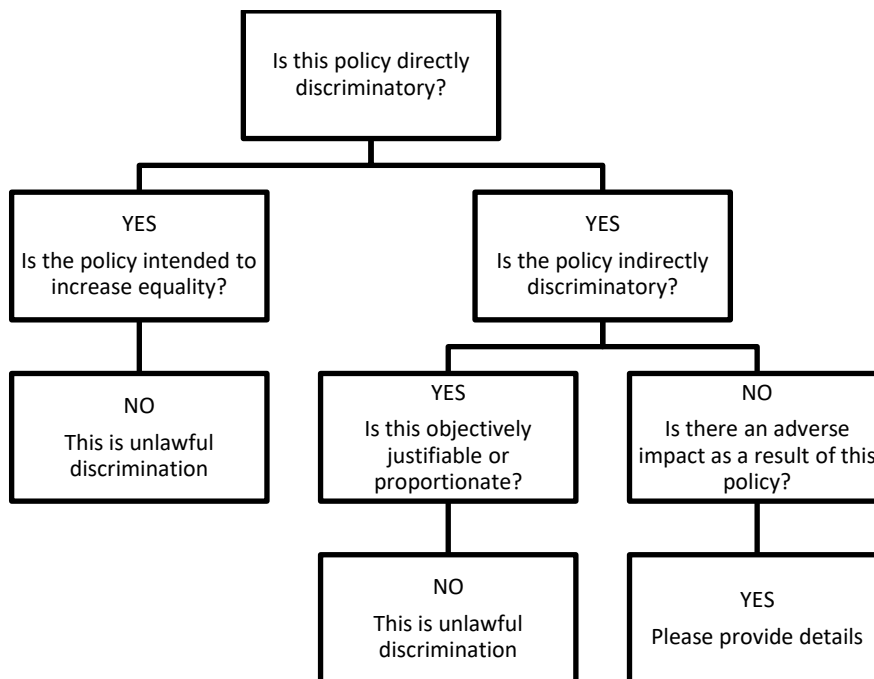 Is this policy directly
discriminatory?
YES
Is the policy intended to
increase equality?
YES
Is the policy indirectly
discriminatory?
NO
This is unlawful
discrimination
YES
Is this objectively
justifiable or
proportionate?
NO
Is there an adverse
impact as a result of this
policy?
NO
This is unlawful
discrimination
YES
Please provide details